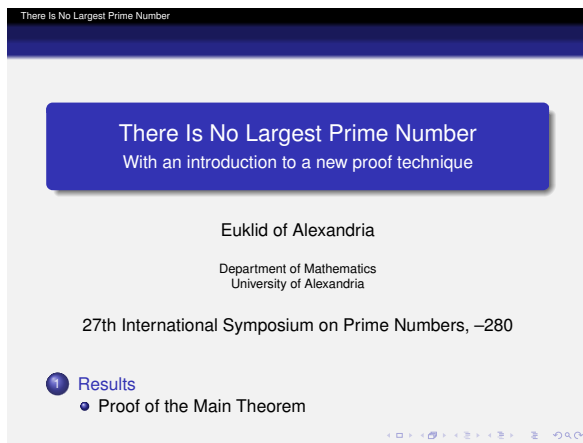 There Is No Largest Prime Number
There Is No Largest Prime Number
With an introduction to a new proof technique
Euklid of Alexandria
Department of Mathematics
University of Alexandria
27th International Symposium on Prime Numbers, –280
1 Results
Proof of the Main Theorem